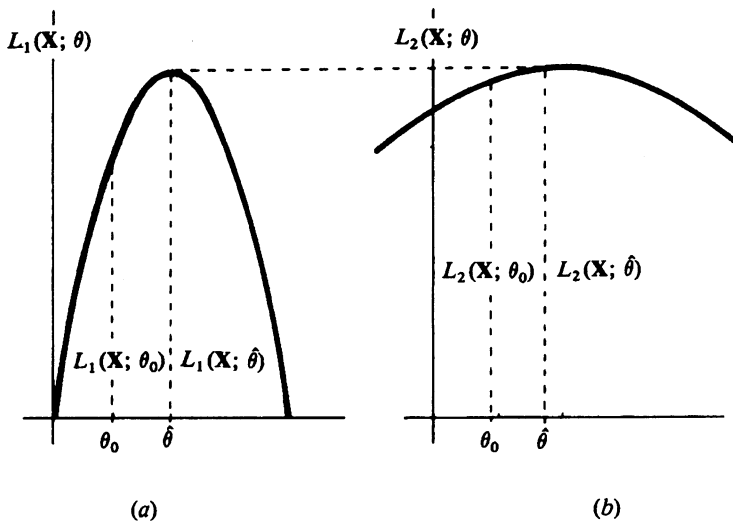 L₁(X; θ)
L₂(X; θ)
L₂(X; θ₀)
L₂(X; θ̂)
L₁(X; θ₀)
L₁(X; θ̂)
θ₀
θ̂
θ₀
θ̂
(a)
(b)